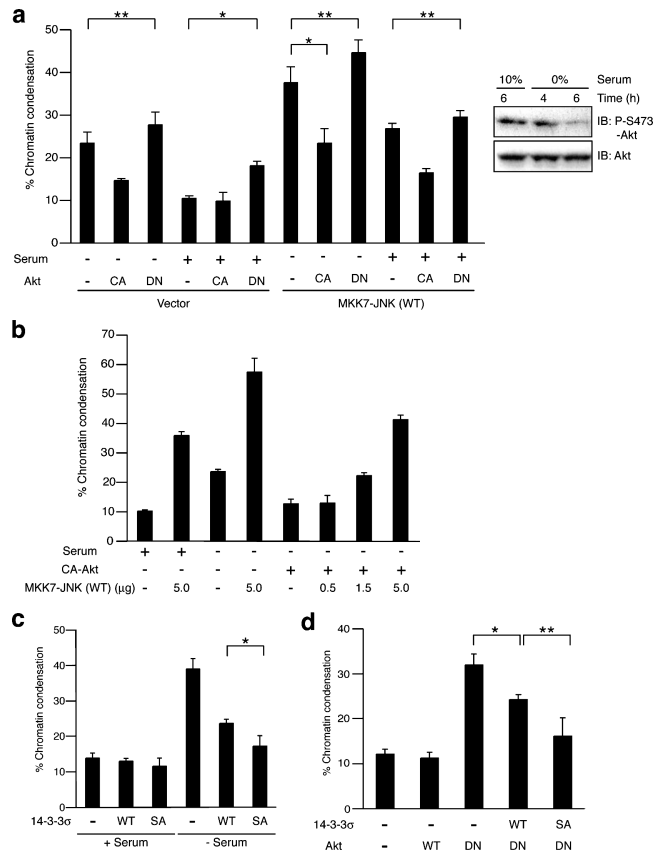 a
** * ** **
*
50
40
30
20
10
0
% Chromatin condensation
Serum - - - + + + - - - + + +
Akt - CA DN - CA DN - CA DN - CA DN
Vector MKK7-JNK (WT)
10% 0% Serum
6 4 6 Time (h)
IB: P-S473
-Akt
IB: Akt
b
70
60
50
40
30
20
10
0
% Chromatin condensation
Serum + + - - - - - -
CA-Akt - - - - + + + +
MKK7-JNK (WT) (μg) - 5.0 - 5.0 - 0.5 1.5 5.0
c
50
40
30
20
10
0
% Chromatin condensation
*
14-3-3σ - WT SA - WT SA
+ Serum - Serum
d
40
30
20
10
0
% Chromatin condensation
* **
14-3-3σ - - - WT SA
Akt - WT DN DN DN